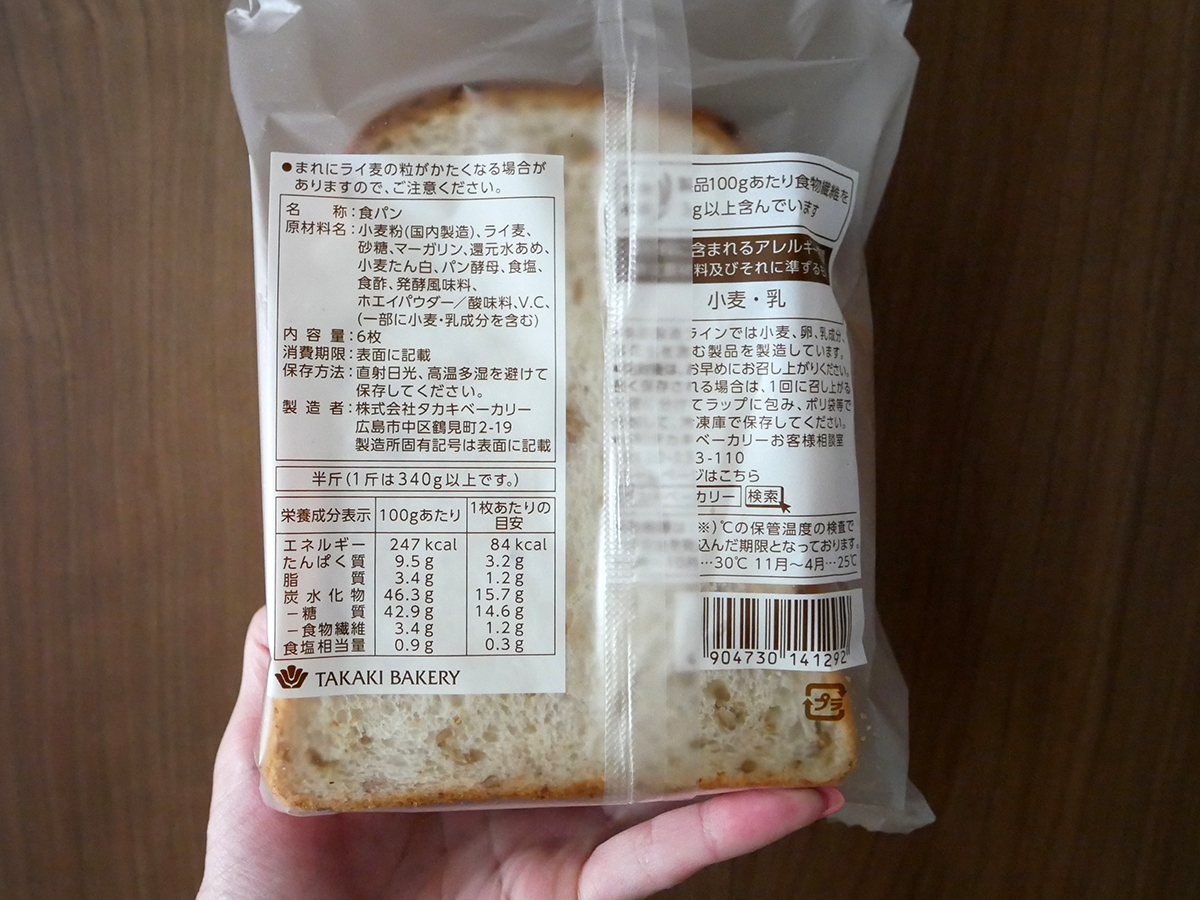 ●まれにライ麦の粒がかたくなる場合が
ありますので、ご注意ください。
名称:食パン
原材料名:小麦粉(国内製造)、ライ麦、
砂糖、マーガリン、還元水あめ、
小麦たん白、パン酵母、食塩、
食酢、発酵風味料、
ホエイパウダー/酸味料、V.C、
(一部に小麦・乳成分を含む)
内容量:6枚
消費期限:表面に記載
保存方法:直射日光、高温多湿を避けて
保存してください。
製造者:株式会社タカキベーカリー
広島市中区鶴見町2-19
製造所固有記号は表面に記載
半斤(1斤は340g以上です。)
栄養成分表示 100gあたり 1枚あたりの目安
エネルギー 247kcal 84kcal
たんぱく質 9.5g 3.2g
脂質 3.4g 1.2g
炭水化物 46.3g 15.7g
－糖質 42.9g 14.6g
－食物繊維 3.4g 1.2g
食塩相当量 0.9g 0.3g
TAKAKI BAKERY
品100gあたり食物繊維を
g以上含んでいます
含まれるアレルギー
料及びそれに準ずる
小麦・乳
ラインでは小麦、卵、乳成分、
む製品を製造しています。
お早めにお召し上がりください。
れる場合は、1回に召し上がる
てラップに包み、ポリ袋等で
凍庫で保存してください。
ベーカリーお客様相談室
3-110
ジはこちら
カリー 検索
※)℃の保管温度の検査で
込んだ期限となっております。
…30℃ 11月～4月…25℃
904730 141292
プラ